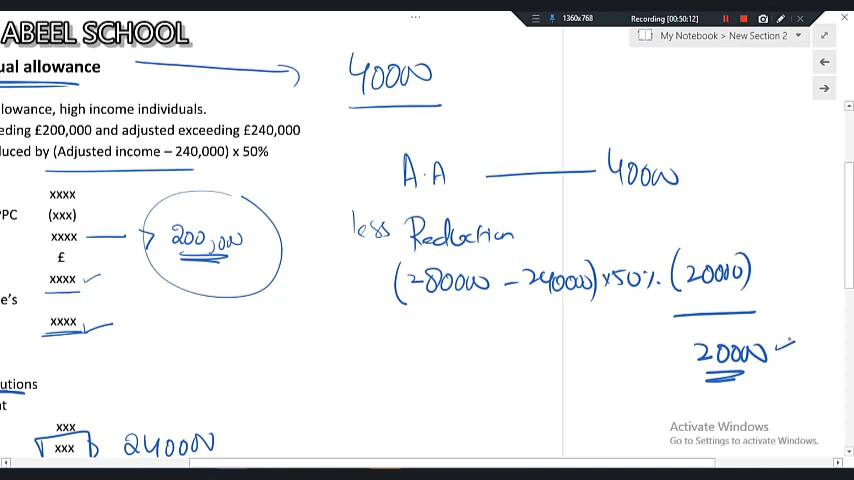 1360x768
Recording [00:50:12]
ABEEL SCHOOL
My Notebook > New Section 2
ual allowance
40000
lowance, high income individuals.
eding £200,000 and adjusted exceeding £240,000
duced by (Adjusted income – 240,000) x 50%
A.A 40000
xxxx
PPC (xxx)
xxxx 200,000
less Reduction
£
(280000 - 240000) x 50% (20000)
xxxx
e's
xxxx
20000
utions
t
xxx
xxx 240000
Activate Windows
Go to Settings to activate Windows.